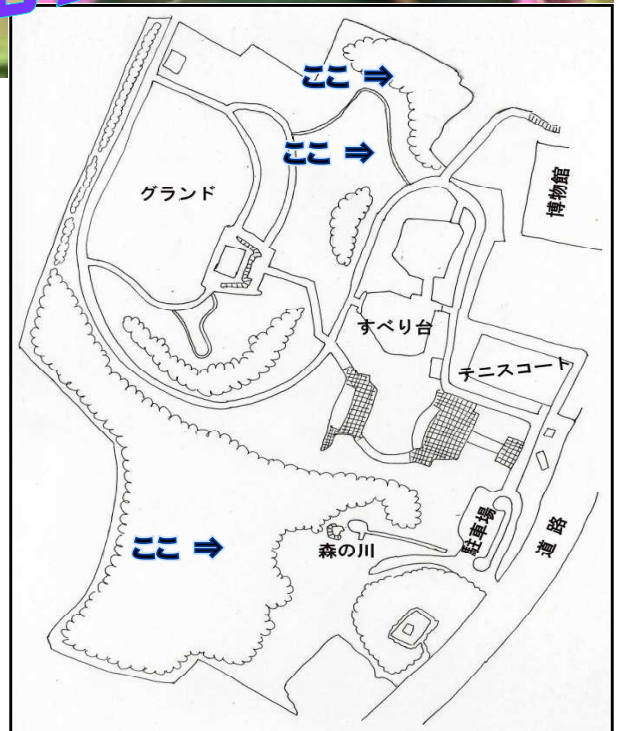 ここ ⇒
ここ ⇒
グランド
博物館
すべり台
テニスコート
ここ ⇒
森の川
駐車場
道路